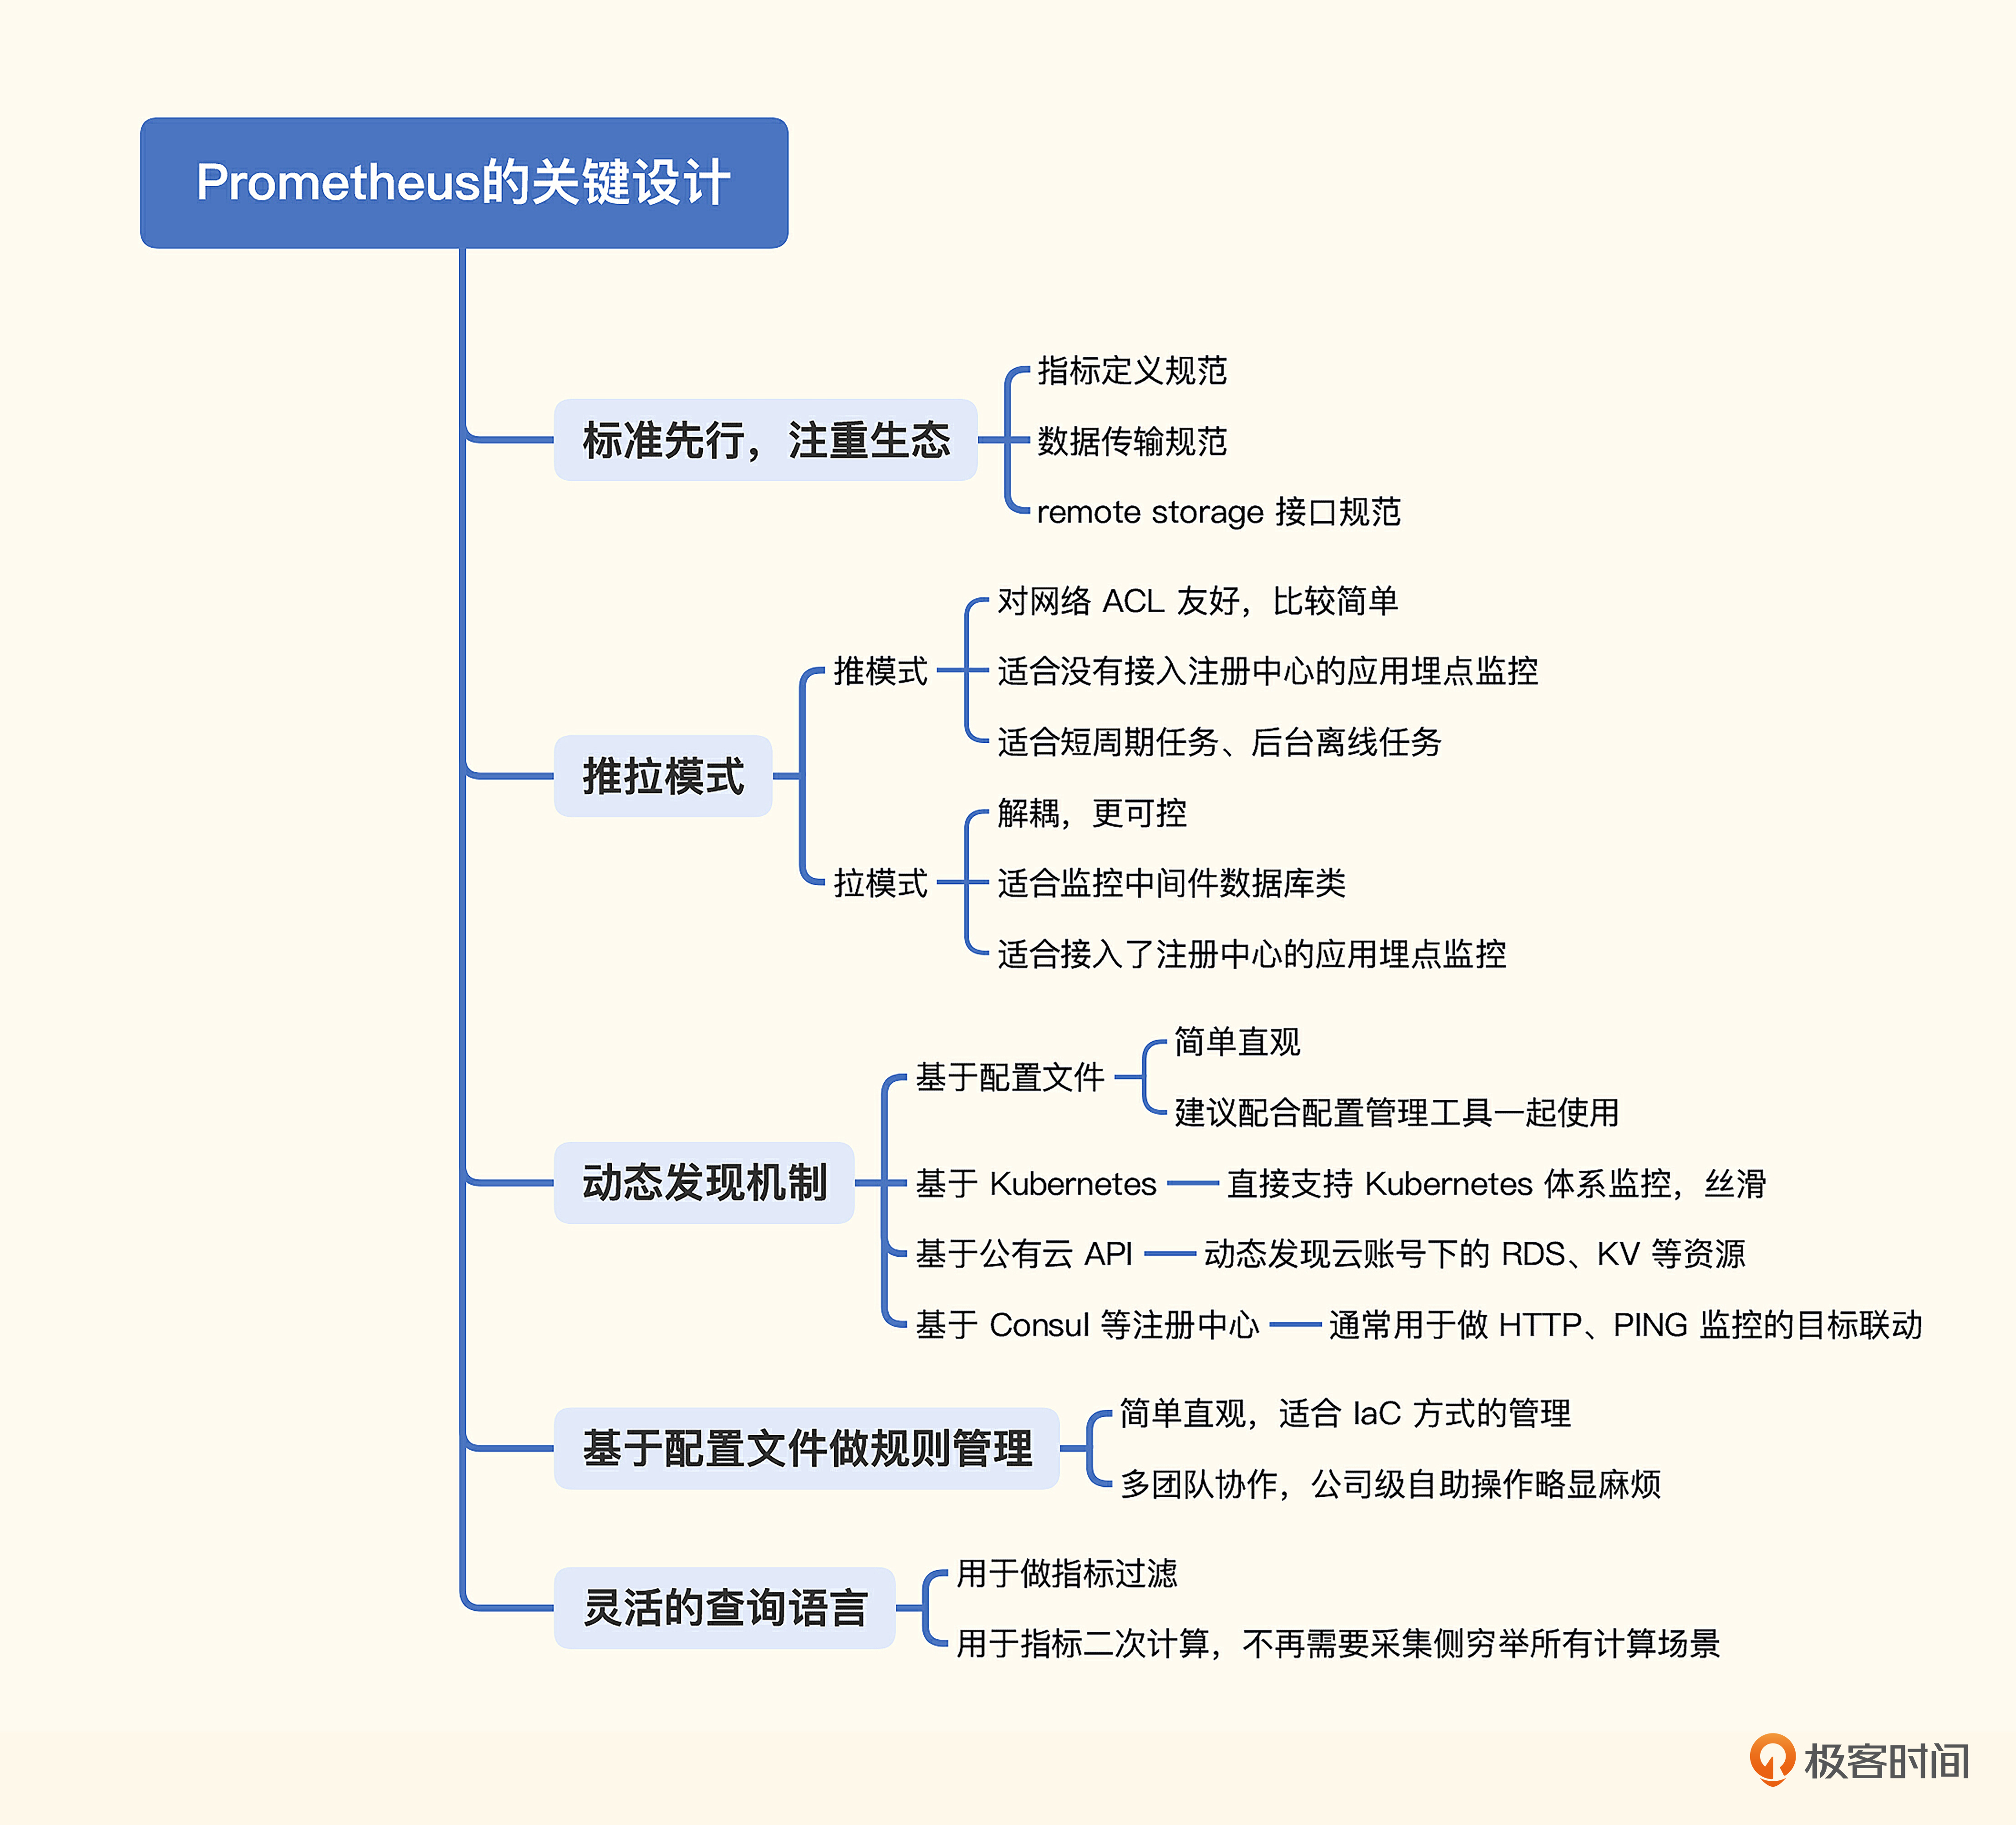 Prometheus的关键设计
标准先行，注重生态
指标定义规范
数据传输规范
remote storage 接口规范
推拉模式
推模式
对网络 ACL 友好，比较简单
适合没有接入注册中心的应用埋点监控
适合短周期任务、后台离线任务
拉模式
解耦，更可控
适合监控中间件数据库类
适合接入了注册中心的应用埋点监控
动态发现机制
基于配置文件
简单直观
建议配合配置管理工具一起使用
基于 Kubernetes
直接支持 Kubernetes 体系监控，丝滑
基于公有云 API
动态发现云账号下的 RDS、KV 等资源
基于 Consul 等注册中心
通常用于做 HTTP、PING 监控的目标联动
基于配置文件做规则管理
简单直观，适合 IaC 方式的管理
多团队协作，公司级自助操作略显麻烦
灵活的查询语言
用于做指标过滤
用于指标二次计算，不再需要采集侧穷举所有计算场景
极客时间